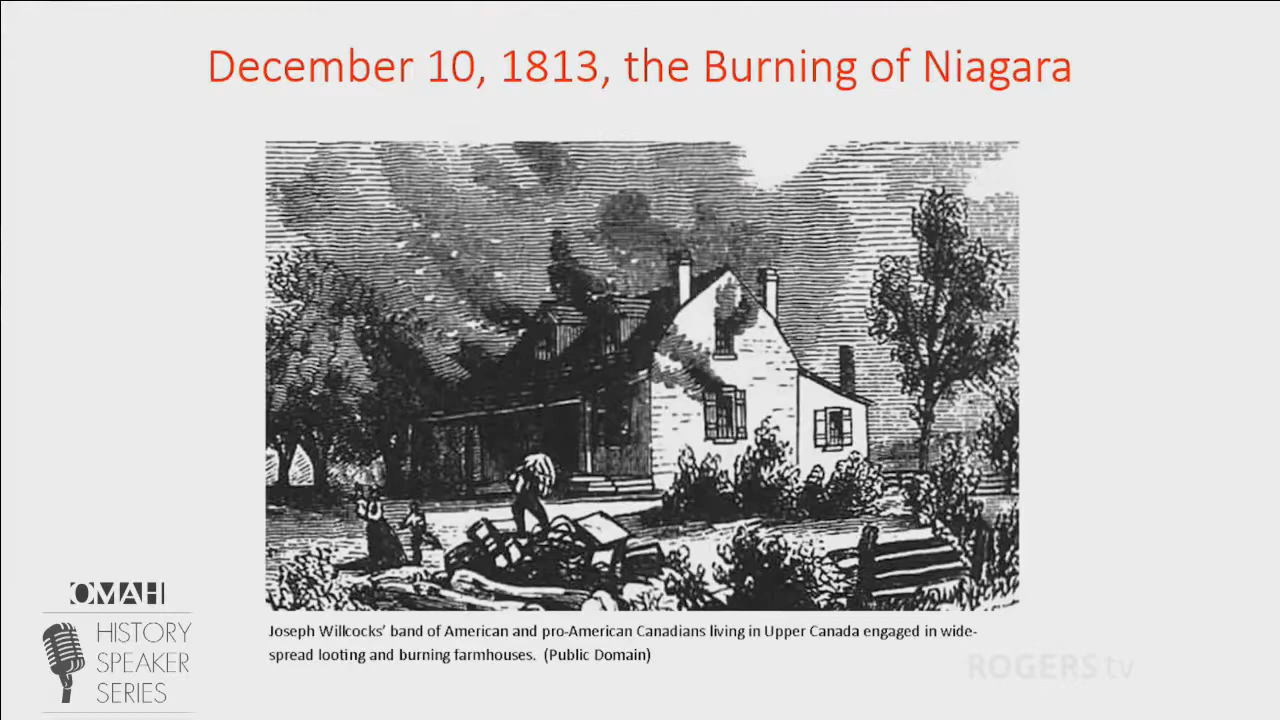 December 10, 1813, the Burning of Niagara
Joseph Willcocks’ band of American and pro-American Canadians living in Upper Canada engaged in wide-
spread looting and burning farmhouses. (Public Domain)
OMAH
HISTORY
SPEAKER
SERIES
ROGERS tv